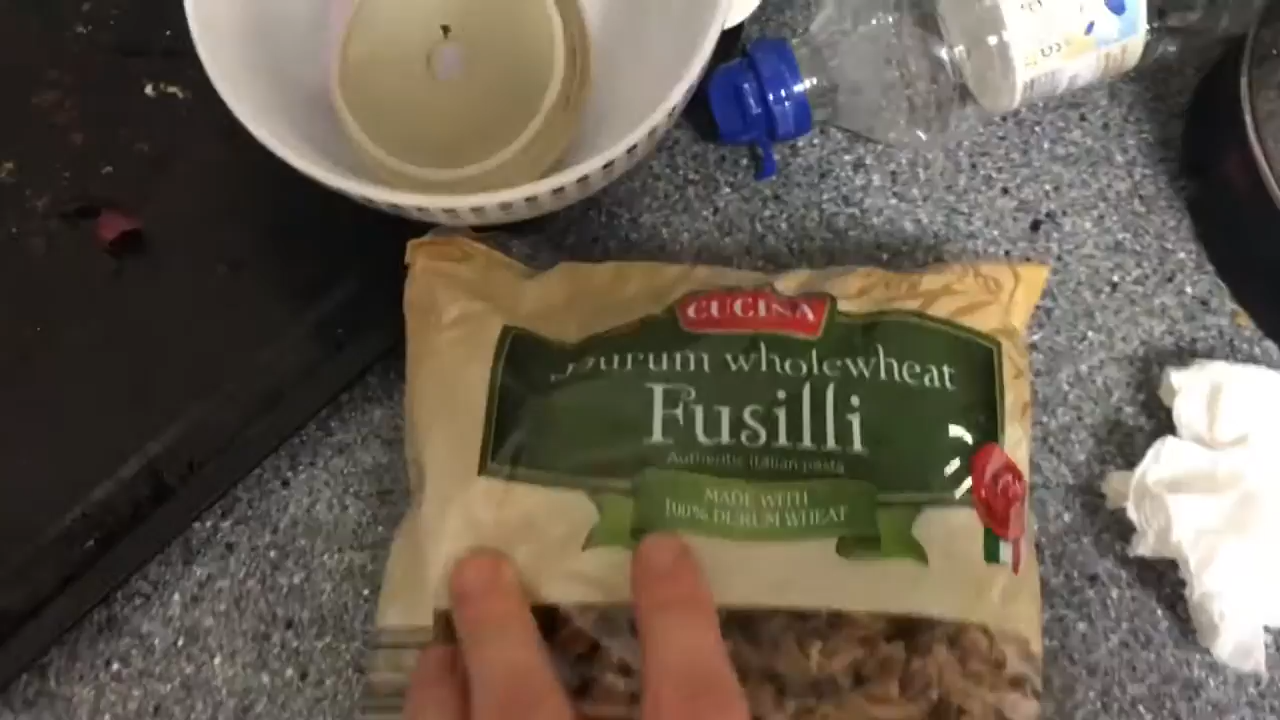 CUCINA
Durum wholewheat
Fusilli
Authentic Italian pasta
MADE WITH
100% DURUM WHEAT